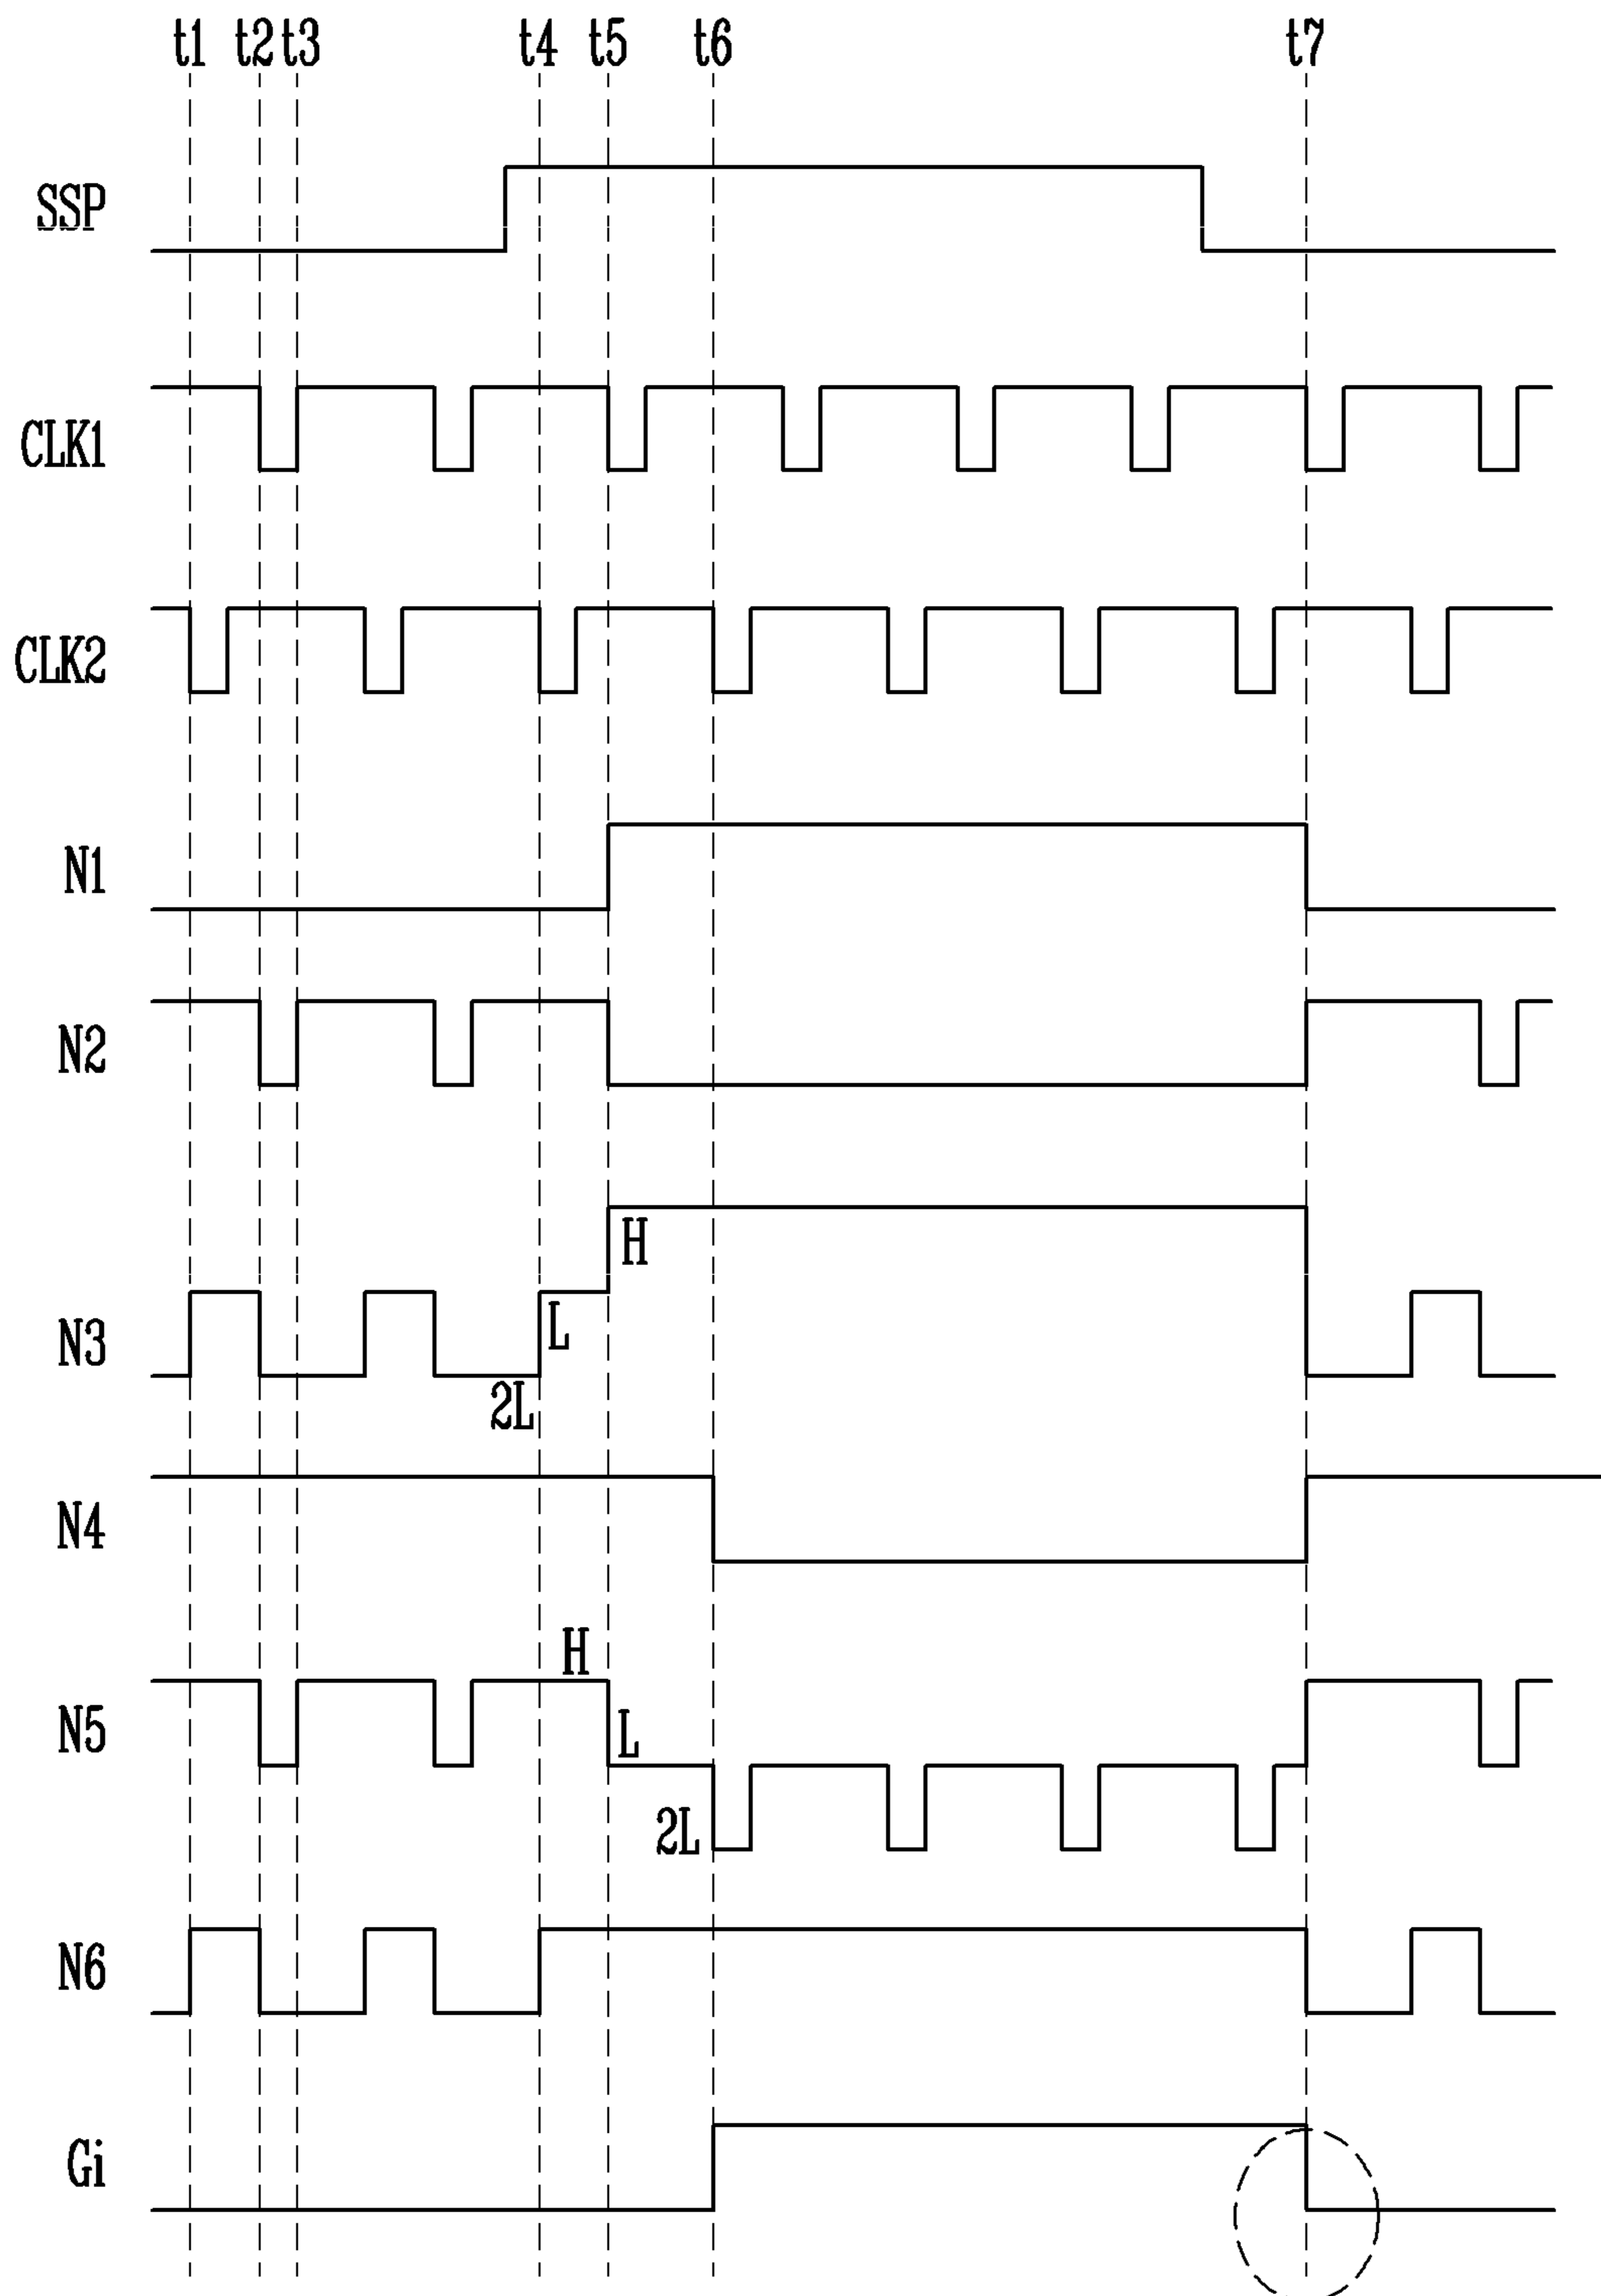 t1 t2 t3 t4 t5 t6 t7
SSP
CLK1
CLK2
N1
N2
H
N3
L
2L
N4
H
N5
L
2L
N6
Gi